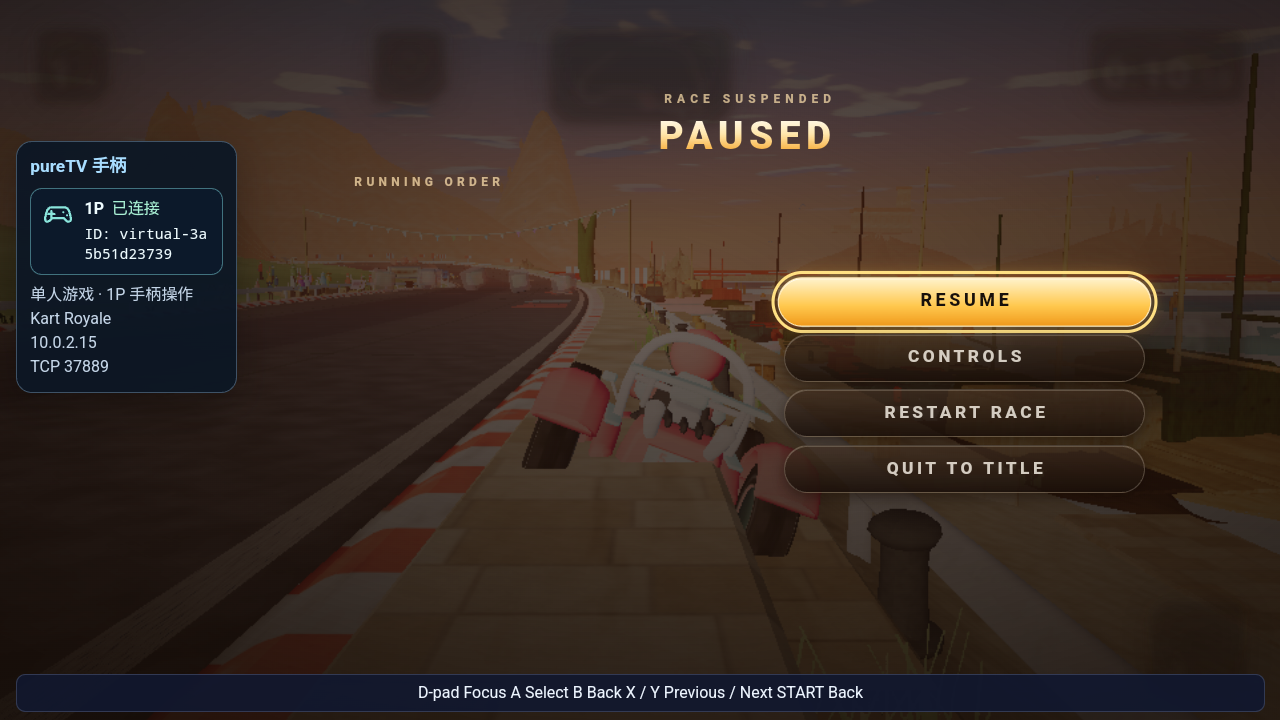 RACE SUSPENDED
PAUSED
pureTV 手柄
1P 已连接
ID: virtual-3a
5b51d23739
单人游戏 · 1P 手柄操作
Kart Royale
10.0.2.15
TCP 37889
RUNNING ORDER
RESUME
CONTROLS
RESTART RACE
QUIT TO TITLE
D-pad Focus A Select B Back X / Y Previous / Next START Back